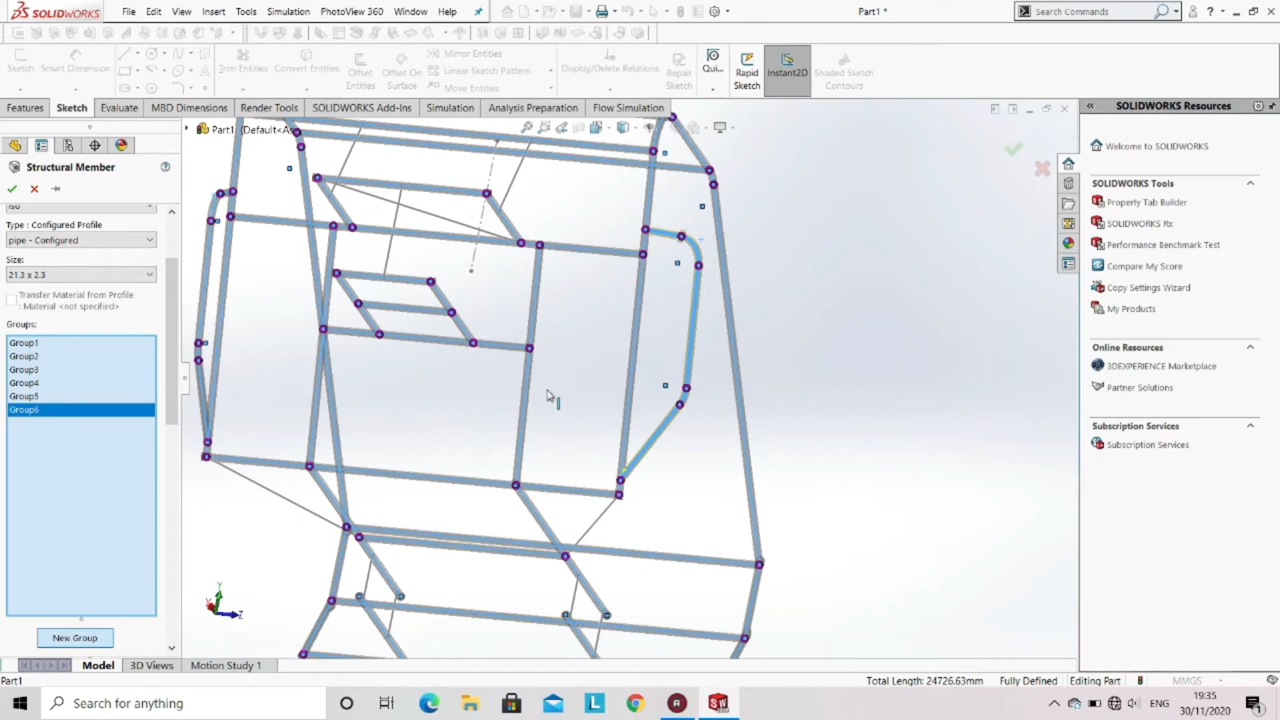 SOLIDWORKS
File
Edit
View
Insert
Tools
Simulation
PhotoView 360
Window
Help
Part1 *
Search Commands
Sketch
Smart Dimension
Trim Entities
Convert Entities
Offset Entities
Offset On Surface
Mirror Entities
Linear Sketch Pattern
Move Entities
Display/Delete Relations
Repair Sketch
Qui...
Rapid Sketch
Instant2D
Shaded Sketch Contours
Features
Sketch
Evaluate
MBD Dimensions
Render Tools
SOLIDWORKS Add-Ins
Simulation
Analysis Preparation
Flow Simulation
SOLIDWORKS Resources
Part1 (Default<As
Structural Member
iso
Type : Configured Profile
pipe - Configured
Size:
21.3 x 2.3
Transfer Material from Profile
: Material <not specified>
Groups:
Group1
Group2
Group3
Group4
Group5
Group6
New Group
Y
X
Z
Welcome to SOLIDWORKS
SOLIDWORKS Tools
Property Tab Builder
SOLIDWORKS Rx
Performance Benchmark Test
Compare My Score
Copy Settings Wizard
My Products
Online Resources
3DEXPERIENCE Marketplace
Partner Solutions
Subscription Services
Subscription Services
Model
3D Views
Motion Study 1
Part1
Total Length: 24726.63mm
Fully Defined
Editing Part
MMGS
Search for anything
ENG
19:35
30/11/2020